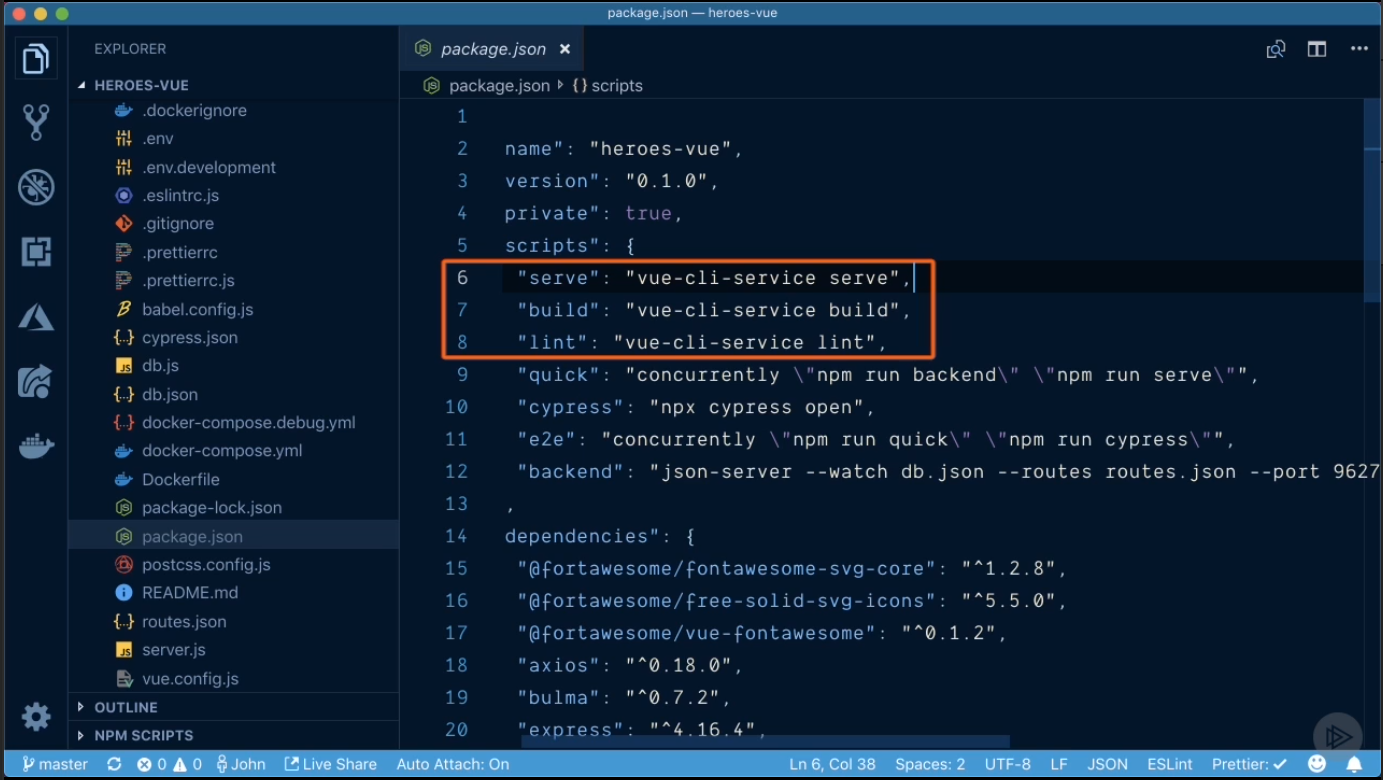 package.json — heroes-vue
EXPLORER
HEROES-VUE
.dockerignore
.env
.env.development
.eslintrc.js
.gitignore
.prettierrc
.prettierrc.js
babel.config.js
cypress.json
db.js
db.json
docker-compose.debug.yml
docker-compose.yml
Dockerfile
package-lock.json
package.json
postcss.config.js
README.md
routes.json
server.js
vue.config.js
OUTLINE
NPM SCRIPTS
package.json ×
package.json {} scripts
1
2 name": "heroes-vue",
3 version": "0.1.0",
4 private": true,
5 scripts": {
6 "serve": "vue-cli-service serve",
7 "build": "vue-cli-service build",
8 "lint": "vue-cli-service lint",
9 "quick": "concurrently \"npm run backend\" \"npm run serve\"",
10 "cypress": "npx cypress open",
11 "e2e": "concurrently \"npm run quick\" \"npm run cypress\"",
12 "backend": "json-server --watch db.json --routes routes.json --port 9627
13 ,
14 dependencies": {
15 "@fortawesome/fontawesome-svg-core": "^1.2.8",
16 "@fortawesome/free-solid-svg-icons": "^5.5.0",
17 "@fortawesome/vue-fontawesome": "^0.1.2",
18 "axios": "^0.18.0",
19 "bulma": "^0.7.2",
20 "express": "^4.16.4",
master 0 0 John Live Share Auto Attach: On Ln 6, Col 38 Spaces: 2 UTF-8 LF JSON ESLint Prettier: ✓